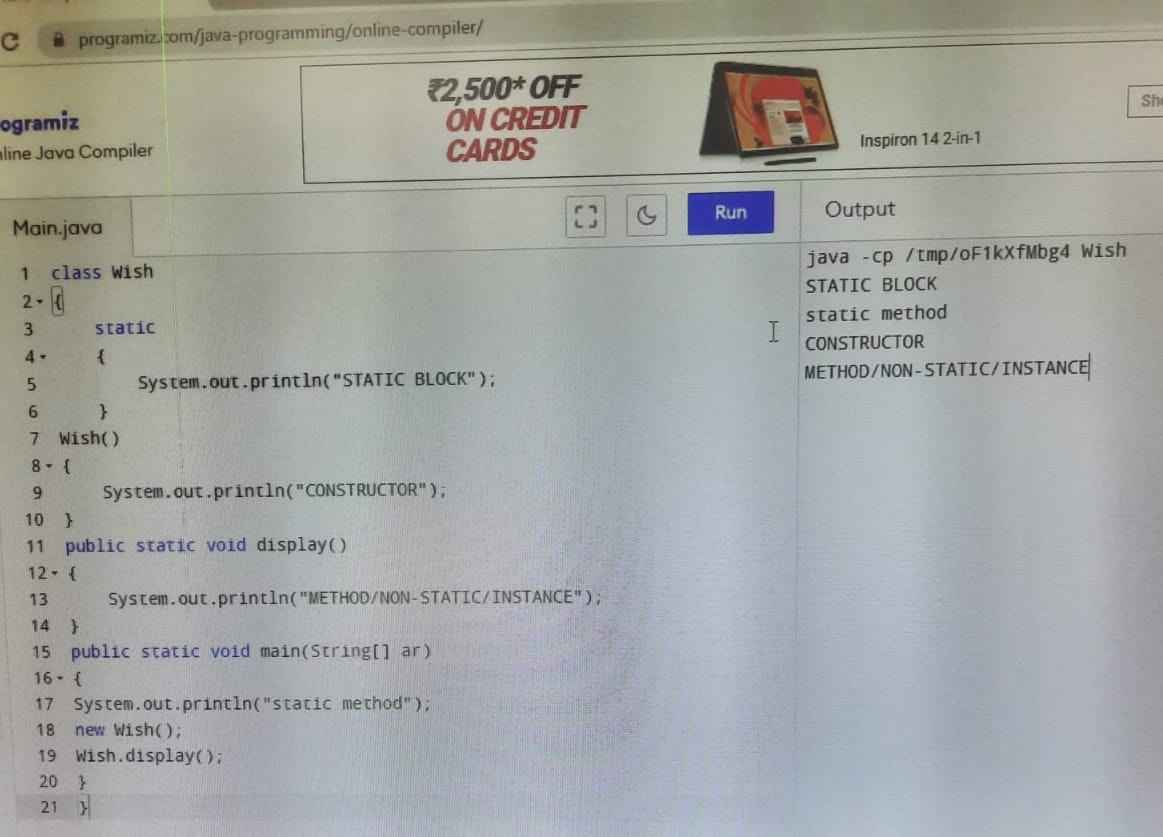 programiz.com/java-programming/online-compiler/
₹2,500* OFF
ON CREDIT
CARDS
Inspiron 14 2-in-1
Sho
ogramiz
nline Java Compiler
Main.java
Run
Output
1 class Wish
2 {
3 static
4 {
5 System.out.println("STATIC BLOCK");
6 }
7 Wish()
8 {
9 System.out.println("CONSTRUCTOR");
10 }
11 public static void display()
12 {
13 System.out.println("METHOD/NON-STATIC/INSTANCE");
14 }
15 public static void main(String[] ar)
16 {
17 System.out.println("static method");
18 new Wish();
19 Wish.display();
20 }
21 }
java -cp /tmp/oF1kXfMbg4 Wish
STATIC BLOCK
static method
CONSTRUCTOR
METHOD/NON-STATIC/INSTANCE